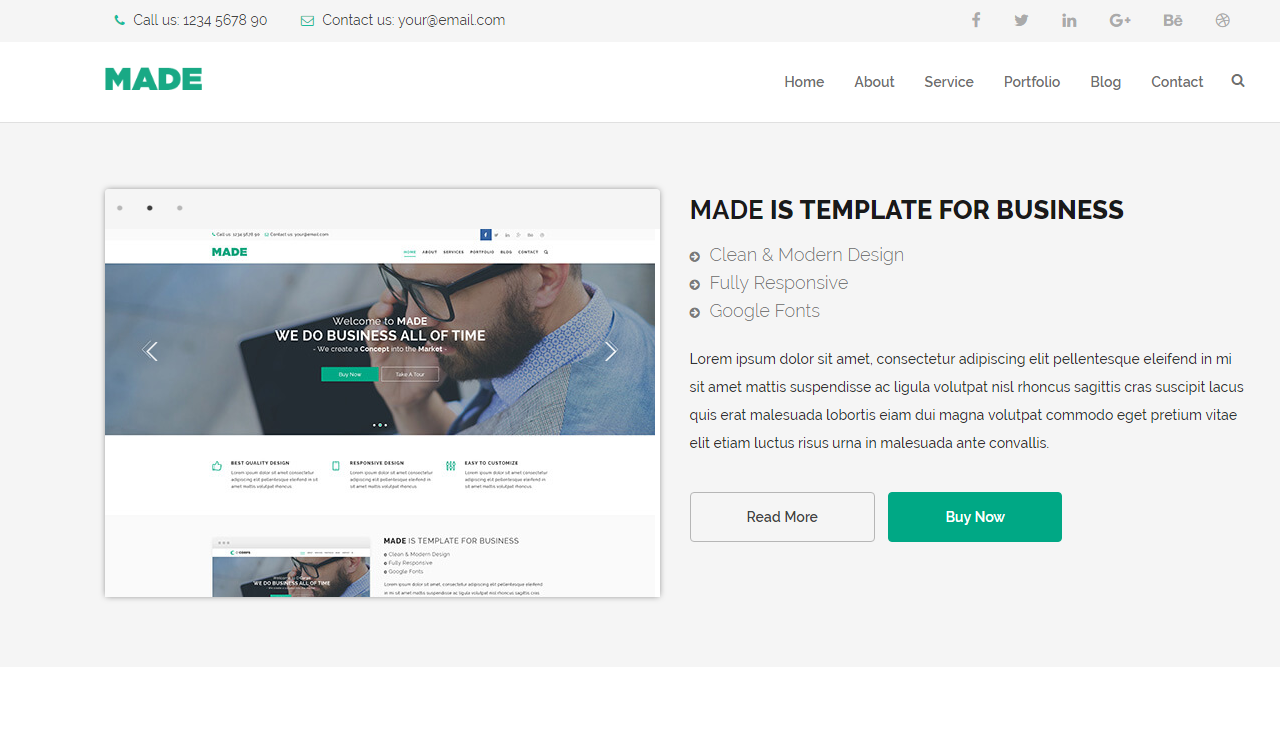 Call us: 1234 5678 90 Contact us: your@email.com
MADE Home About Service Portfolio Blog Contact
Call us: 1234 5678 90 Contact us: your@email.com
MADE HOME ABOUT SERVICES PORTFOLIO BLOG CONTACT
Welcome to MADE
WE DO BUSINESS ALL OF TIME
- We create a Concept into the Market -
Buy Now Take A Tour
BEST QUALITY DESIGN
Lorem ipsum dolor sit amet, consectetur
adipiscing elit pellentesque eleifend in mi sit
amet mattis volutpat rhoncus.
RESPONSIVE DESIGN
Lorem ipsum dolor sit amet, consectetur
adipiscing elit pellentesque eleifend in mi sit
amet mattis volutpat rhoncus.
EASY TO CUSTOMIZE
Lorem ipsum dolor sit amet, consectetur
adipiscing elit pellentesque eleifend in mi sit
amet mattis volutpat rhoncus.
WE DO BUSINESS ALL OF TIME
MADE IS TEMPLATE FOR BUSINESS
Clean & Modern Design
Fully Responsive
Google Fonts
Lorem ipsum dolor sit amet, consectetur adipiscing elit pellentesque eleifend
in mi sit amet mattis suspendisse ac ligula volutpat nisl rhoncus sagittis cras
MADE IS TEMPLATE FOR BUSINESS
Clean & Modern Design
Fully Responsive
Google Fonts
Lorem ipsum dolor sit amet, consectetur adipiscing elit pellentesque eleifend in mi
sit amet mattis suspendisse ac ligula volutpat nisl rhoncus sagittis cras suscipit lacus
quis erat malesuada lobortis eiam dui magna volutpat commodo eget pretium vitae
elit etiam luctus risus urna in malesuada ante convallis.
Read More Buy Now